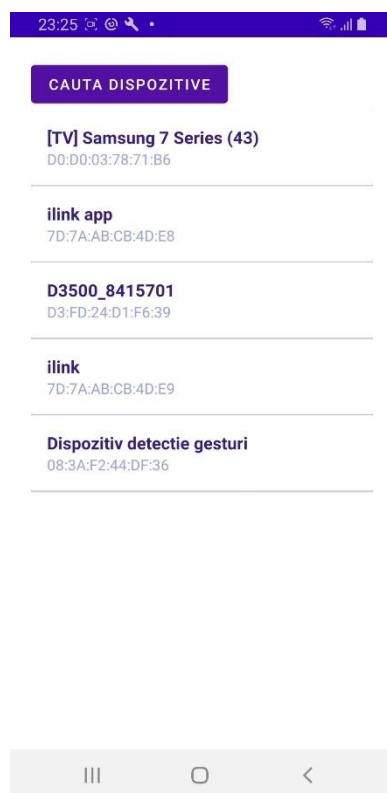 23:25
CAUTA DISPOZITIVE
[TV] Samsung 7 Series (43)
D0:D0:03:78:71:B6
ilink app
7D:7A:AB:CB:4D:E8
D3500_8415701
D3:FD:24:D1:F6:39
ilink
7D:7A:AB:CB:4D:E9
Dispozitiv detectie gesturi
08:3A:F2:44:DF:36